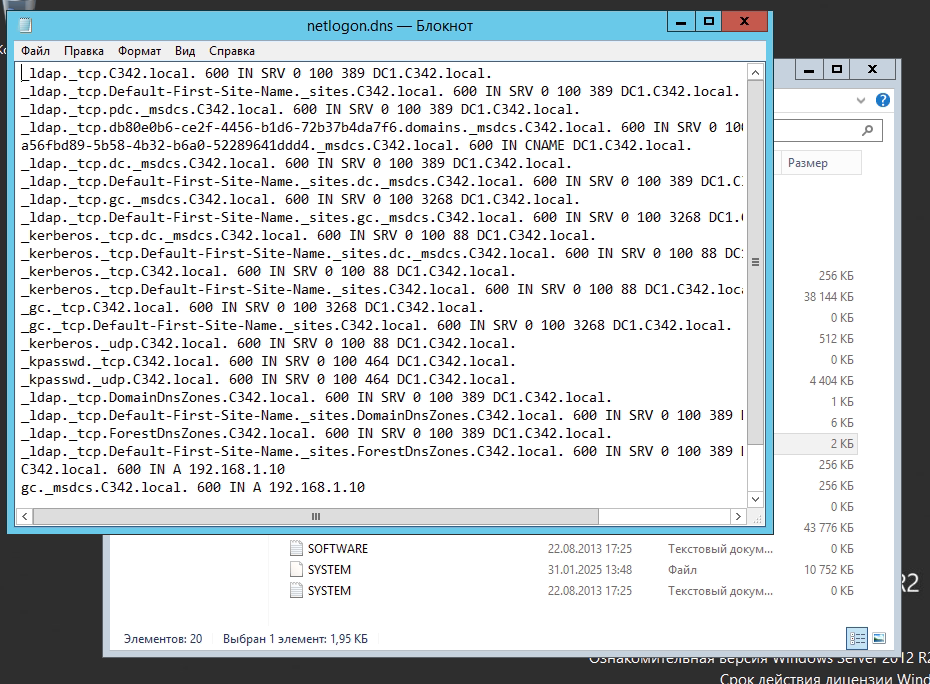 netlogon.dns — Блокнот
Файл Правка Формат Вид Справка
_ldap._tcp.C342.local. 600 IN SRV 0 100 389 DC1.C342.local.
_ldap._tcp.Default-First-Site-Name._sites.C342.local. 600 IN SRV 0 100 389 DC1.C342.local.
_ldap._tcp.pdc._msdcs.C342.local. 600 IN SRV 0 100 389 DC1.C342.local.
_ldap._tcp.db80e0b6-ce2f-4456-b1d6-72b37b4da7f6.domains._msdcs.C342.local. 600 IN SRV 0 10
a56fbd89-5b58-4b32-b6a0-52289641ddd4._msdcs.C342.local. 600 IN CNAME DC1.C342.local.
_ldap._tcp.dc._msdcs.C342.local. 600 IN SRV 0 100 389 DC1.C342.local.
_ldap._tcp.Default-First-Site-Name._sites.dc._msdcs.C342.local. 600 IN SRV 0 100 389 DC1.C
_ldap._tcp.gc._msdcs.C342.local. 600 IN SRV 0 100 3268 DC1.C342.local.
_ldap._tcp.Default-First-Site-Name._sites.gc._msdcs.C342.local. 600 IN SRV 0 100 3268 DC1.
_kerberos._tcp.dc._msdcs.C342.local. 600 IN SRV 0 100 88 DC1.C342.local.
_kerberos._tcp.Default-First-Site-Name._sites.dc._msdcs.C342.local. 600 IN SRV 0 100 88 DC
_kerberos._tcp.C342.local. 600 IN SRV 0 100 88 DC1.C342.local.
_kerberos._tcp.Default-First-Site-Name._sites.C342.local. 600 IN SRV 0 100 88 DC1.C342.loc
_gc._tcp.C342.local. 600 IN SRV 0 100 3268 DC1.C342.local.
_gc._tcp.Default-First-Site-Name._sites.C342.local. 600 IN SRV 0 100 3268 DC1.C342.local.
_kerberos._udp.C342.local. 600 IN SRV 0 100 88 DC1.C342.local.
_kpasswd._tcp.C342.local. 600 IN SRV 0 100 464 DC1.C342.local.
_kpasswd._udp.C342.local. 600 IN SRV 0 100 464 DC1.C342.local.
_ldap._tcp.DomainDnsZones.C342.local. 600 IN SRV 0 100 389 DC1.C342.local.
_ldap._tcp.Default-First-Site-Name._sites.DomainDnsZones.C342.local. 600 IN SRV 0 100 389
_ldap._tcp.ForestDnsZones.C342.local. 600 IN SRV 0 100 389 DC1.C342.local.
_ldap._tcp.Default-First-Site-Name._sites.ForestDnsZones.C342.local. 600 IN SRV 0 100 389
C342.local. 600 IN A 192.168.1.10
gc._msdcs.C342.local. 600 IN A 192.168.1.10
Размер
256 КБ
38 144 КБ
0 КБ
512 КБ
0 КБ
4 404 КБ
1 КБ
6 КБ
2 КБ
256 КБ
256 КБ
0 КБ
43 776 КБ
SOFTWARE 22.08.2013 17:25 Текстовый докум... 0 КБ
SYSTEM 31.01.2025 13:48 Файл 10 752 КБ
SYSTEM 22.08.2013 17:25 Текстовый докум... 0 КБ
Элементов: 20 Выбран 1 элемент: 1,95 КБ
R2
Ознакомительная версия Windows Server 2012 R2
Срок действия лицензии Wind